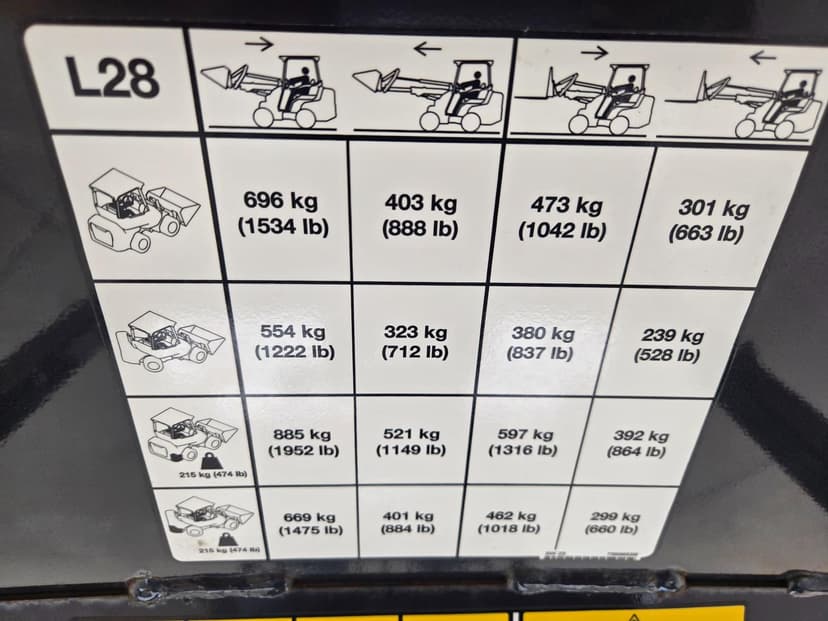 L28
696 kg
(1534 lb)
403 kg
(888 lb)
473 kg
(1042 lb)
301 kg
(663 lb)
554 kg
(1222 lb)
323 kg
(712 lb)
380 kg
(837 lb)
239 kg
(528 lb)
215 kg (474 lb)
885 kg
(1952 lb)
521 kg
(1149 lb)
597 kg
(1316 lb)
392 kg
(864 lb)
215 kg (474 lb)
669 kg
(1475 lb)
401 kg
(884 lb)
462 kg
(1018 lb)
299 kg
(660 lb)